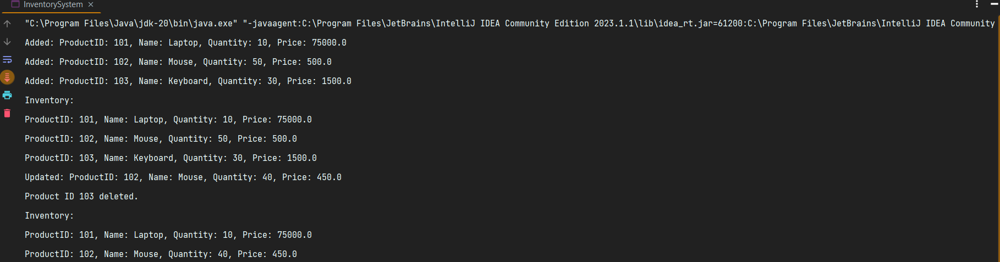 InventorySystem
"C:\Program Files\Java\jdk-20\bin\java.exe" "-javaagent:C:\Program Files\JetBrains\IntelliJ IDEA Community Edition 2023.1.1\lib\idea_rt.jar=61200:C:\Program Files\JetBrains\IntelliJ IDEA Community
Added: ProductID: 101, Name: Laptop, Quantity: 10, Price: 75000.0
Added: ProductID: 102, Name: Mouse, Quantity: 50, Price: 500.0
Added: ProductID: 103, Name: Keyboard, Quantity: 30, Price: 1500.0
Inventory:
ProductID: 101, Name: Laptop, Quantity: 10, Price: 75000.0
ProductID: 102, Name: Mouse, Quantity: 50, Price: 500.0
ProductID: 103, Name: Keyboard, Quantity: 30, Price: 1500.0
Updated: ProductID: 102, Name: Mouse, Quantity: 40, Price: 450.0
Product ID 103 deleted.
Inventory:
ProductID: 101, Name: Laptop, Quantity: 10, Price: 75000.0
ProductID: 102, Name: Mouse, Quantity: 40, Price: 450.0